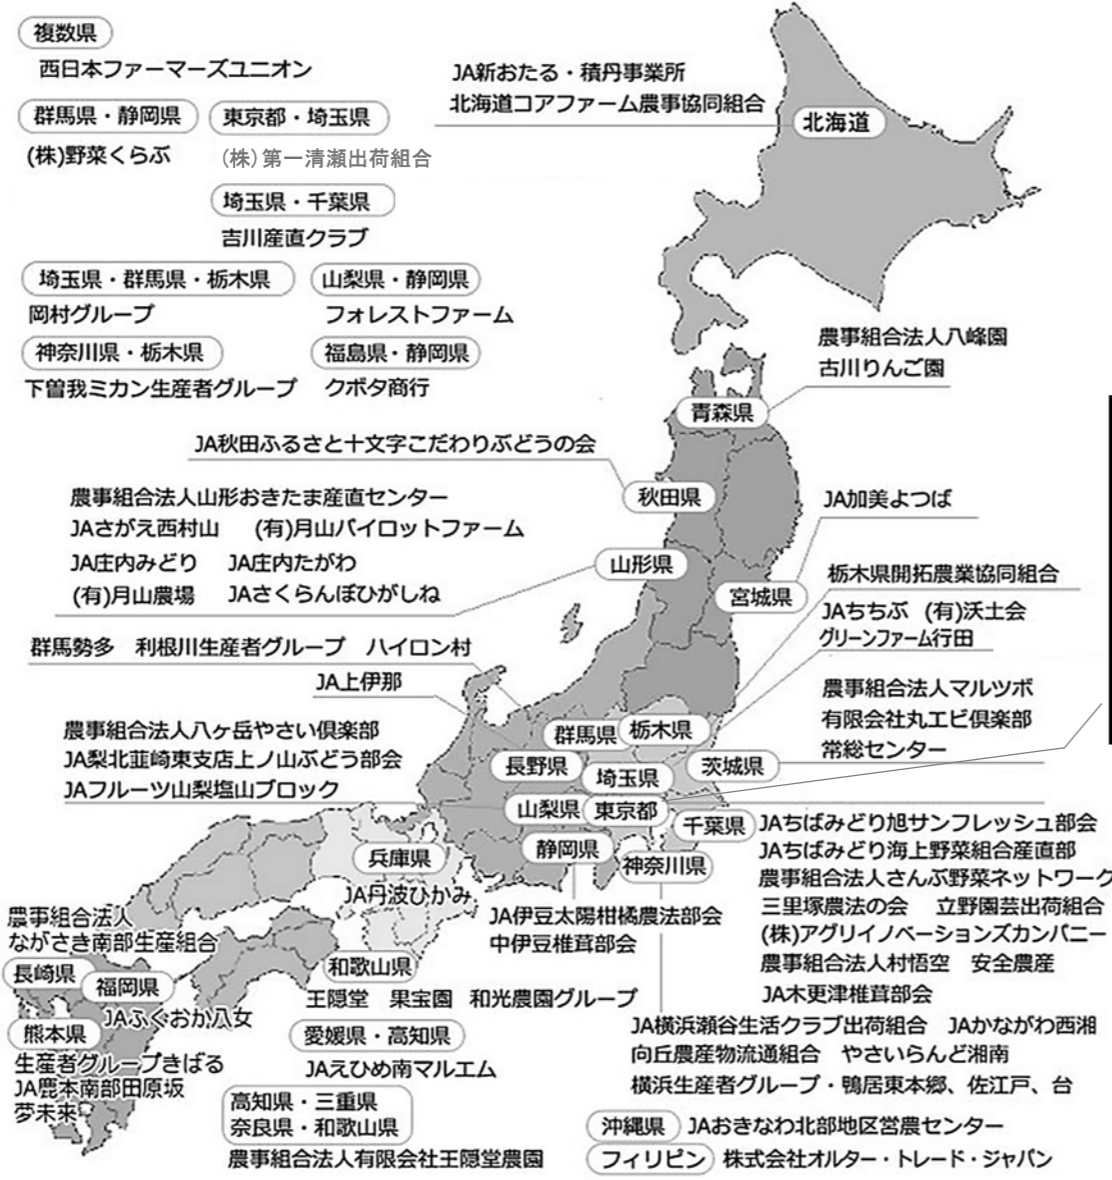 複数県
西日本ファーマーズユニオン
群馬県・静岡県
(株)野菜くらぶ
東京都・埼玉県
(株)第一清瀬出荷組合
埼玉県・千葉県
吉川産直クラブ
埼玉県・群馬県・栃木県
岡村グループ
山梨県・静岡県
フォレストファーム
神奈川県・栃木県
下曽我ミカン生産者グループ
福島県・静岡県
クボタ商行
JA新おたる・積丹事業所
北海道コアファーム農事協同組合
北海道
農事組合法人八峰園
古川りんご園
青森県
JA秋田ふるさと十文字こだわりぶどうの会
秋田県
農事組合法人山形おきたま産直センター
JAさがえ西村山 (有)月山パイロットファーム
JA庄内みどり JA庄内たがわ
(有)月山農場 JAさくらんぼひがしね
山形県
JA加美よつば
宮城県
栃木県開拓農業協同組合
栃木県
JAちちぶ (有)沃土会
グリーンファーム行田
埼玉県
群馬勢多 利根川生産者グループ ハイロン村
群馬県
JA上伊那
長野県
農事組合法人マルツボ
有限会社丸エビ倶楽部
常総センター
茨城県
農事組合法人八ヶ岳やさい倶楽部
JA梨北韮崎東支店上ノ山ぶどう部会
JAフルーツ山梨塩山ブロック
山梨県
東京都
千葉県
JAちばみどり旭サンフレッシュ部会
JAちばみどり海上野菜組合産直部
農事組合法人さんぶ野菜ネットワーク
三里塚農法の会 立野園芸出荷組合
(株)アグリイノベーションズカンパニー
農事組合法人村悟空 安全農産
JA木更津椎茸部会
静岡県
JA伊豆太陽柑橘農法部会
中伊豆椎茸部会
神奈川県
JA横浜瀬谷生活クラブ出荷組合 JAかながわ西湘
向丘農産物流通組合 やさいらんど湘南
横浜生産者グループ・鴨居東本郷、佐江戸、台
兵庫県
JA丹波ひかみ
和歌山県
王隠堂 果宝園 和光農園グループ
農事組合法人
ながさき南部生産組合
長崎県
福岡県
JAふくおか八女
熊本県
生産者グループきばる
JA鹿本南部田原坂
夢未来
愛媛県・高知県
JAえひめ南マルエム
高知県・三重県
奈良県・和歌山県
農事組合法人有限会社王隠堂農園
沖縄県
JAおきなわ北部地区営農センター
フィリピン
株式会社オルター・トレード・ジャパン